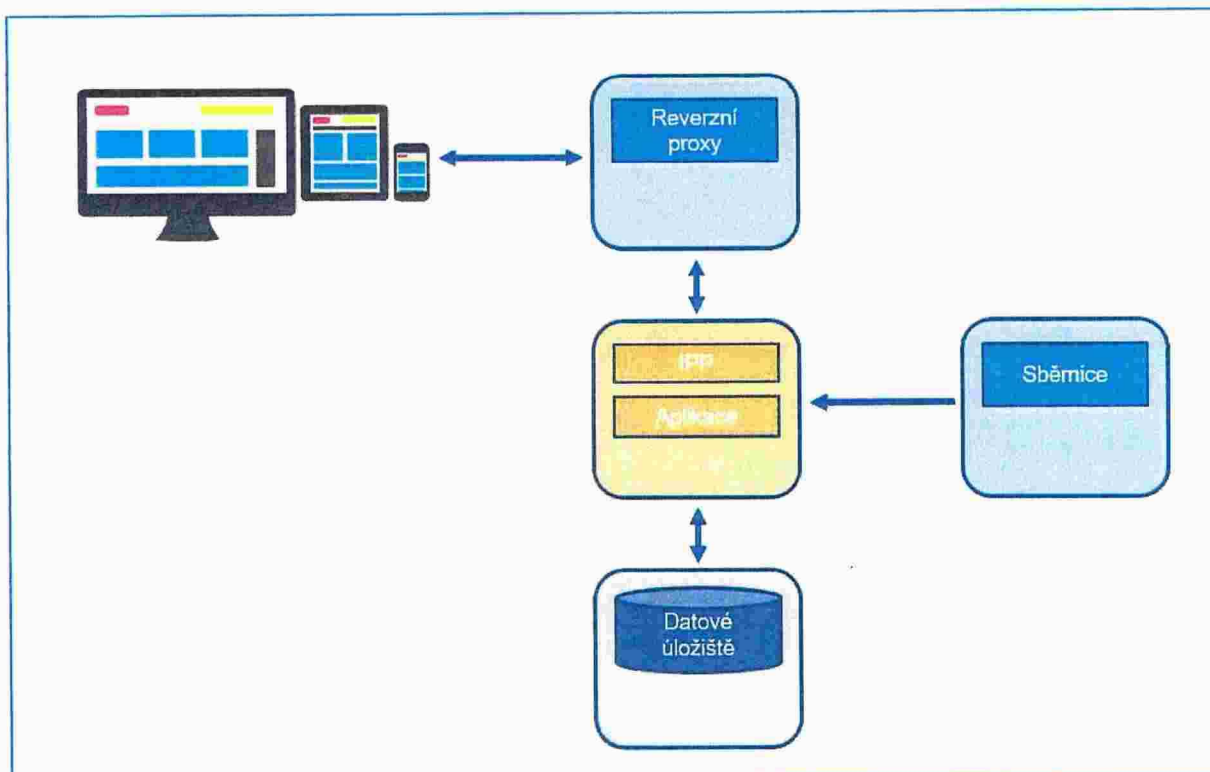 Reverzní
proxy
IPP
Aplikace
Sběrnice
Datové
úložiště